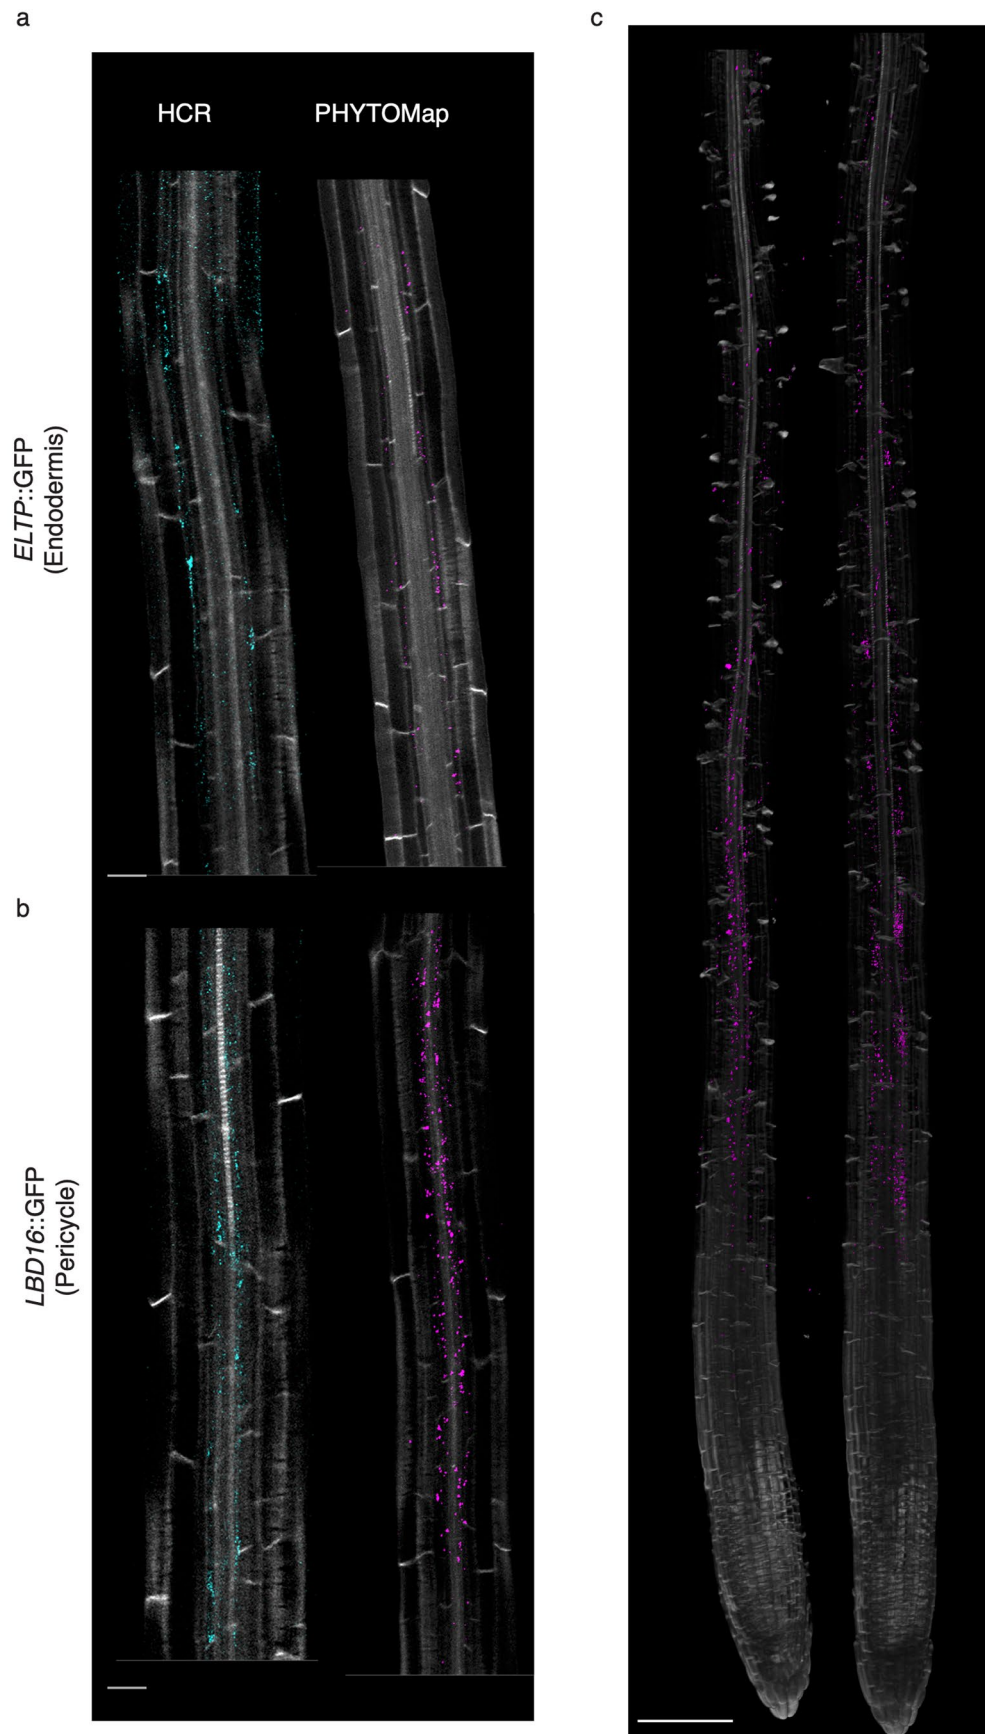 a
HCR
PHYTOMap
ELTP::GFP
(Endodermis)
b
LBD16::GFP
(Pericycle)
c